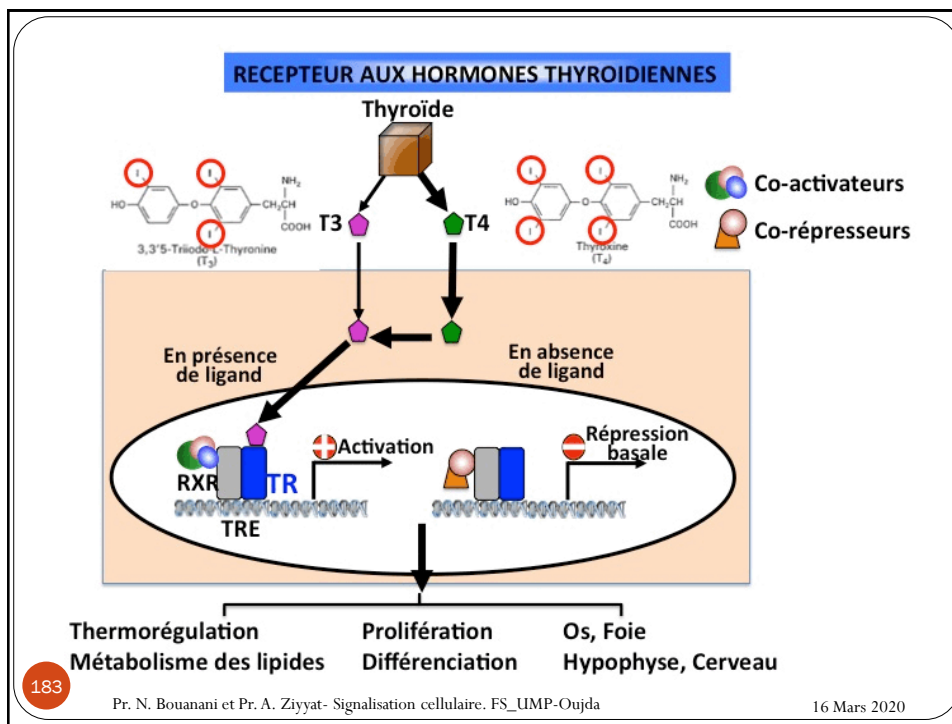 RECEPTEUR AUX HORMONES THYROIDIENNES
Thyroïde
I
I
HO
O
I
CH₂
C
H
NH₂
COOH
3,3'5-Triiodo L-Thyronine
(T₃)
T3
T4
I
I
HO
O
I
I
CH₂
C
H
NH₂
COOH
Thyroxine
(T₄)
Co-activateurs
Co-répresseurs
En présence
de ligand
En absence
de ligand
Activation
RXR
TR
TRE
Répression
basale
Thermorégulation
Métabolisme des lipides
Prolifération
Différenciation
Os, Foie
Hypophyse, Cerveau
183
Pr. N. Bouanani et Pr. A. Ziyyat- Signalisation cellulaire. FS_UMP-Oujda
16 Mars 2020